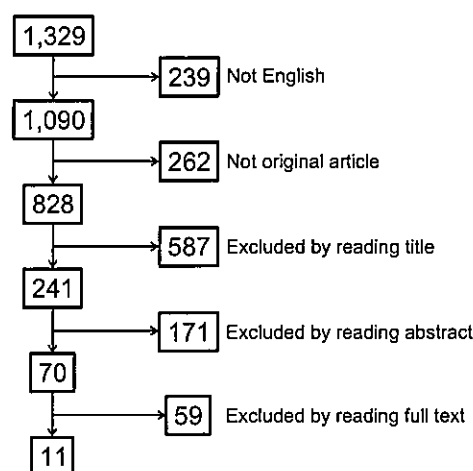 1,329
239 Not English
1,090
262 Not original article
828
587 Excluded by reading title
241
171 Excluded by reading abstract
70
59 Excluded by reading full text
11